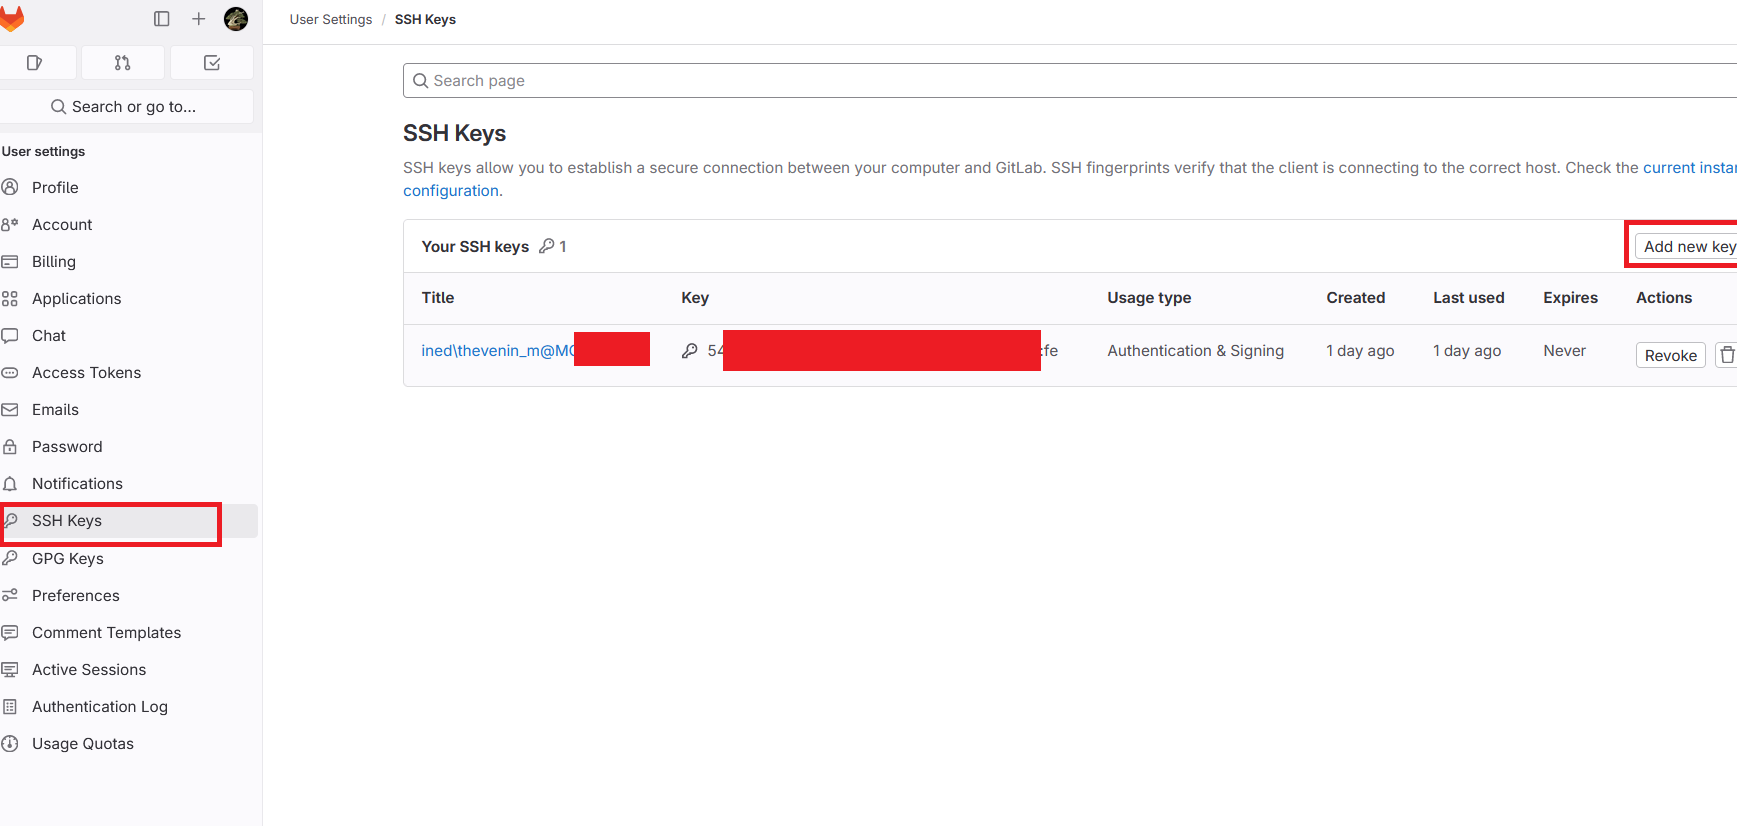 User Settings / SSH Keys
Search or go to...
User settings
Profile
Account
Billing
Applications
Chat
Access Tokens
Emails
Password
Notifications
SSH Keys
GPG Keys
Preferences
Comment Templates
Active Sessions
Authentication Log
Usage Quotas
Search page
SSH Keys
SSH keys allow you to establish a secure connection between your computer and GitLab. SSH fingerprints verify that the client is connecting to the correct host. Check the current
configuration.
Your SSH keys 1
Add new key
Title Key Usage type Created Last used Expires Actions
ined\thevenin_m@M 54 :fe Authentication & Signing 1 day ago 1 day ago Never Revoke